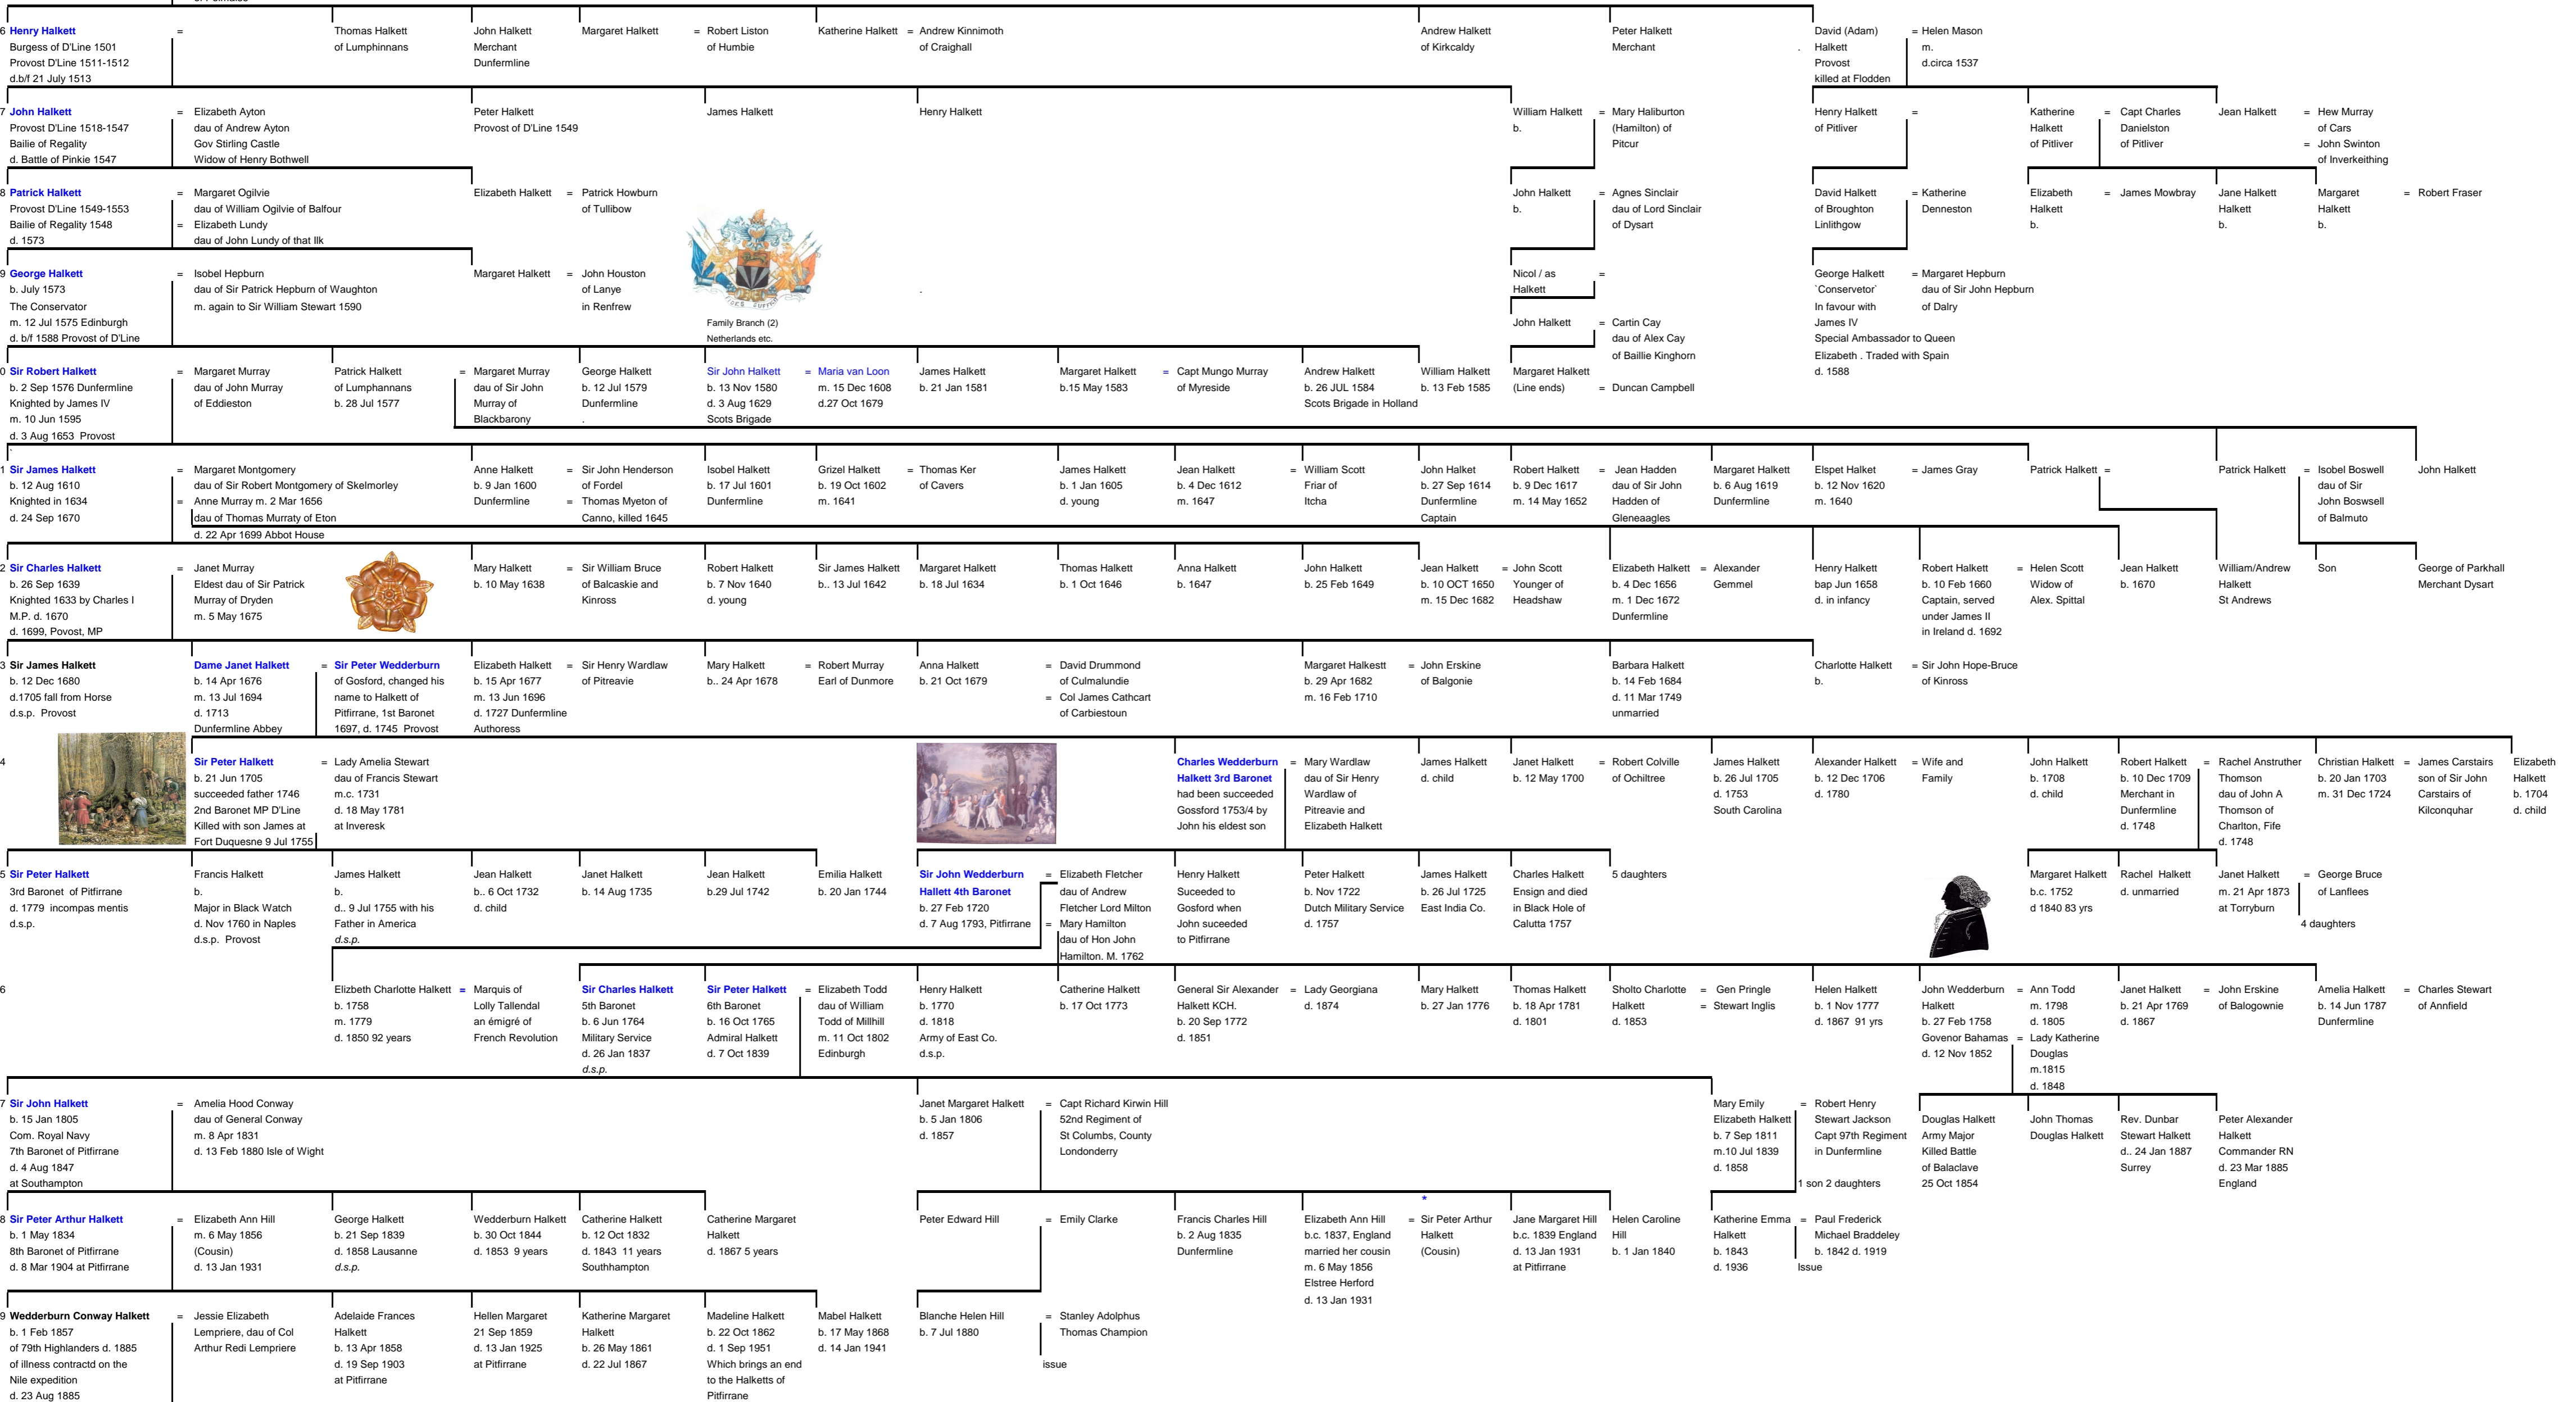 6 Henry Halkett
Burgess of D'Line 1501
Provost D'Line 1511-1512
d.b/f 21 July 1513
=
Thomas Halkett
of Lumphinnans
John Halkett
Merchant
Dunfermline
Margaret Halkett
= Robert Liston
of Humbie
Katherine Halkett
= Andrew Kinnimoth
of Craighall
Andrew Halkett
of Kirkcaldy
Peter Halkett
Merchant
David (Adam)
Halkett
Provost
killed at Flodden
= Helen Mason
m.
d.circa 1537
7 John Halkett
Provost D'Line 1518-1547
Bailie of Regality
d. Battle of Pinkie 1547
= Elizabeth Ayton
dau of Andrew Ayton
Gov Stirling Castle
Widow of Henry Bothwell
Peter Halkett
Provost of D'Line 1549
James Halkett
Henry Halkett
William Halkett
b.
= Mary Haliburton
(Hamilton) of
Pitcur
Henry Halkett
of Pitliver
=
Katherine
Halkett
of Pitliver
= Capt Charles
Danielston
of Pitliver
Jean Halkett
= Hew Murray
of Cars
= John Swinton
of Inverkeithing
8 Patrick Halkett
Provost D'Line 1549-1553
Bailie of Regality 1548
d. 1573
= Margaret Ogilvie
dau of William Ogilvie of Balfour
= Elizabeth Lundy
dau of John Lundy of that Ilk
Elizabeth Halkett
= Patrick Howburn
of Tullibow
John Halkett
b.
= Agnes Sinclair
dau of Lord Sinclair
of Dysart
David Halkett
of Broughton
Linlithgow
= Katherine
Denneston
Elizabeth
Halkett
b.
= James Mowbray
Jane Halkett
Halkett
b.
Margaret
Halkett
b.
= Robert Fraser
9 George Halkett
b. July 1573
The Conservator
m. 12 Jul 1575 Edinburgh
d. b/f 1588 Provost of D'Line
= Isobel Hepburn
dau of Sir Patrick Hepburn of Waughton
m. again to Sir William Stewart 1590
Margaret Halkett
= John Houston
of Lanye
in Renfrew
Family Branch (2)
Netherlands etc.
Nicol / as
Halkett
=
John Halkett
= Cartin Cay
dau of Alex Cay
of Baillie Kinghorn
George Halkett
`Conservetor`
In favour with
James IV
Special Ambassador to Queen
Elizabeth . Traded with Spain
d. 1588
= Margaret Hepburn
dau of Sir John Hepburn
of Dalry
0 Sir Robert Halkett
b. 2 Sep 1576 Dunfermline
Knighted by James IV
m. 10 Jun 1595
d. 3 Aug 1653 Provost
= Margaret Murray
dau of John Murray
of Eddieston
Patrick Halkett
of Lumphannans
b. 28 Jul 1577
= Margaret Murray
dau of Sir John
Murray of
Blackbarony
George Halkett
b. 12 Jul 1579
Dunfermline
.
Sir John Halkett
b. 13 Nov 1580
d. 3 Aug 1629
Scots Brigade
= Maria van Loon
m. 15 Dec 1608
d.27 Oct 1679
James Halkett
b. 21 Jan 1581
Margaret Halkett
b.15 May 1583
= Capt Mungo Murray
of Myreside
Andrew Halkett
b. 26 JUL 1584
Scots Brigade in Holland
William Halkett
b. 13 Feb 1585
Margaret Halkett
(Line ends)
= Duncan Campbell
1 Sir James Halkett
b. 12 Aug 1610
Knighted in 1634
d. 24 Sep 1670
= Margaret Montgomery
dau of Sir Robert Montgomery of Skelmorley
= Anne Murray m. 2 Mar 1656
dau of Thomas Murraty of Eton
d. 22 Apr 1699 Abbot House
Anne Halkett
b. 9 Jan 1600
Dunfermline
= Sir John Henderson
of Fordel
= Thomas Myeton of
Canno, killed 1645
Isobel Halkett
b. 17 Jul 1601
Dunfermline
Grizel Halkett
b. 19 Oct 1602
m. 1641
= Thomas Ker
of Cavers
James Halkett
b. 1 Jan 1605
d. young
Jean Halkett
b. 4 Dec 1612
m. 1647
= William Scott
Friar of
Itcha
John Halket
b. 27 Sep 1614
Dunfermline
Captain
Robert Halkett
b. 9 Dec 1617
m. 14 May 1652
= Jean Hadden
dau of Sir John
Hadden of
Gleneaagles
Margaret Halkett
b. 6 Aug 1619
Dunfermline
Elspet Halket
b. 12 Nov 1620
m. 1640
= James Gray
Patrick Halkett =
Patrick Halkett
= Isobel Boswell
dau of Sir
John Boswsell
of Balmuto
John Halkett
2 Sir Charles Halkett
b. 26 Sep 1639
Knighted 1633 by Charles I
M.P. d. 1670
d. 1699, Povost, MP
= Janet Murray
Eldest dau of Sir Patrick
Murray of Dryden
m. 5 May 1675
Mary Halkett
b. 10 May 1638
= Sir William Bruce
of Balcaskie and
Kinross
Robert Halkett
b. 7 Nov 1640
d. young
Sir James Halkett
b.. 13 Jul 1642
Margaret Halkett
b. 18 Jul 1634
Thomas Halkett
b. 1 Oct 1646
Anna Halkett
b. 1647
John Halkett
b. 25 Feb 1649
Jean Halkett
b. 10 OCT 1650
m. 15 Dec 1682
= John Scott
Younger of
Headshaw
Elizabeth Halkett
b. 4 Dec 1656
m. 1 Dec 1672
Dunfermline
= Alexander
Gemmel
Henry Halkett
bap Jun 1658
d. in infancy
Robert Halkett
b. 10 Feb 1660
Captain, served
under James II
in Ireland d. 1692
= Helen Scott
Widow of
Alex. Spittal
Jean Halkett
b. 1670
William/Andrew
Halkett
St Andrews
Son
George of Parkhall
Merchant Dysart
3 Sir James Halkett
b. 12 Dec 1680
d.1705 fall from Horse
d.s.p. Provost
Dame Janet Halkett
b. 14 Apr 1676
m. 13 Jul 1694
d. 1713
Dunfermline Abbey
= Sir Peter Wedderburn
of Gosford, changed his
name to Halkett of
Pitfirrane, 1st Baronet
1697, d. 1745 Provost
Elizabeth Halkett
b. 15 Apr 1677
m. 13 Jun 1696
d. 1727 Dunfermline
Authoress
= Sir Henry Wardlaw
of Pitreavie
Mary Halkett
b.. 24 Apr 1678
= Robert Murray
Earl of Dunmore
Anna Halkett
b. 21 Oct 1679
= David Drummond
of Culmalundie
= Col James Cathcart
of Carbiestoun
Margaret Halkestt
b. 29 Apr 1682
m. 16 Feb 1710
= John Erskine
of Balgonie
Barbara Halkett
b. 14 Feb 1684
d. 11 Mar 1749
unmarried
Charlotte Halkett
b.
= Sir John Hope-Bruce
of Kinross
4
Sir Peter Halkett
b. 21 Jun 1705
succeeded father 1746
2nd Baronet MP D'Line
Killed with son James at
Fort Duquesne 9 Jul 1755
= Lady Amelia Stewart
dau of Francis Stewart
m.c. 1731
d. 18 May 1781
at Inveresk
Charles Wedderburn
Halkett 3rd Baronet
had been succeeded
Gossford 1753/4 by
John his eldest son
= Mary Wardlaw
dau of Sir Henry
Wardlaw of
Pitreavie and
Elizabeth Halkett
James Halkett
d. child
Janet Halkett
b. 12 May 1700
= Robert Colville
of Ochiltree
James Halkett
b. 26 Jul 1705
d. 1753
South Carolina
Alexander Halkett
b. 12 Dec 1706
d. 1780
= Wife and
Family
John Halkett
b. 1708
d. child
Robert Halkett
b. 10 Dec 1709
Merchant in
Dunfermline
d. 1748
= Rachel Anstruther
Thomson
dau of John A
Thomson of
Charlton, Fife
d. 1748
Christian Halkett
b. 20 Jan 1703
m. 31 Dec 1724
= James Carstairs
son of Sir John
Carstairs of
Kilconquhar
Elizabeth
Halkett
b. 1704
d. child
5 Sir Peter Halkett
3rd Baronet of Pitfirrane
d. 1779 incompas mentis
d.s.p.
Francis Halkett
b.
Major in Black Watch
d. Nov 1760 in Naples
d.s.p. Provost
James Halkett
b.
d.. 9 Jul 1755 with his
Father in America
d.s.p.
Jean Halkett
b.. 6 Oct 1732
d. child
Janet Halkett
b. 14 Aug 1735
Jean Halkett
b.29 Jul 1742
Emilia Halkett
b. 20 Jan 1744
Sir John Wedderburn
Hallett 4th Baronet
b. 27 Feb 1720
d. 7 Aug 1793, Pitfirrane
= Elizabeth Fletcher
dau of Andrew
Fletcher Lord Milton
= Mary Hamilton
dau of Hon John
Hamilton. M. 1762
Henry Halkett
Suceeded to
Gosford when
John suceeded
to Pitfirrane
Peter Halkett
b. Nov 1722
Dutch Military Service
d. 1757
James Halkett
b. 26 Jul 1725
East India Co.
Charles Halkett
Ensign and died
in Black Hole of
Calutta 1757
5 daughters
Margaret Halkett
b.c. 1752
d 1840 83 yrs
Rachel Halkett
d. unmarried
Janet Halkett
m. 21 Apr 1873
at Torryburn
= George Bruce
of Lanflees
4 daughters
6
Elizbeth Charlotte Halkett
b. 1758
m. 1779
d. 1850 92 years
= Marquis of
Lolly Tallendal
an émigré of
French Revolution
Sir Charles Halkett
5th Baronet
b. 6 Jun 1764
Military Service
d. 26 Jan 1837
d.s.p.
Sir Peter Halkett
6th Baronet
b. 16 Oct 1765
Admiral Halkett
d. 7 Oct 1839
= Elizabeth Todd
dau of William
Todd of Millhill
m. 11 Oct 1802
Edinburgh
Henry Halkett
b. 1770
d. 1818
Army of East Co.
d.s.p.
Catherine Halkett
b. 17 Oct 1773
General Sir Alexander
Halkett KCH.
b. 20 Sep 1772
d. 1851
= Lady Georgiana
d. 1874
Mary Halkett
b. 27 Jan 1776
Thomas Halkett
b. 18 Apr 1781
d. 1801
Sholto Charlotte
Halkett
d. 1853
= Gen Pringle
= Stewart Inglis
Helen Halkett
b. 1 Nov 1777
d. 1867 91 yrs
John Wedderburn
Halkett
b. 27 Feb 1758
Govenor Bahamas
d. 12 Nov 1852
= Ann Todd
m. 1798
d. 1805
= Lady Katherine
Douglas
m.1815
d. 1848
Janet Halkett
b. 21 Apr 1769
d. 1867
= John Erskine
of Balogownie
Amelia Halkett
b. 14 Jun 1787
Dunfermline
= Charles Stewart
of Annfield
7 Sir John Halkett
b. 15 Jan 1805
Com. Royal Navy
7th Baronet of Pitfirrane
d. 4 Aug 1847
at Southampton
= Amelia Hood Conway
dau of General Conway
m. 8 Apr 1831
d. 13 Feb 1880 Isle of Wight
Janet Margaret Halkett
b. 5 Jan 1806
d. 1857
= Capt Richard Kirwin Hill
52nd Regiment of
St Columbs, County
Londonderry
Mary Emily
Elizabeth Halkett
b. 7 Sep 1811
m.10 Jul 1839
d. 1858
= Robert Henry
Stewart Jackson
Capt 97th Regiment
in Dunfermline
1 son 2 daughters
Douglas Halkett
Army Major
Killed Battle
of Balaclave
25 Oct 1854
John Thomas
Douglas Halkett
Rev. Dunbar
Stewart Halkett
d.. 24 Jan 1887
Surrey
Peter Alexander
Halkett
Commander RN
d. 23 Mar 1885
England
8 Sir Peter Arthur Halkett
b. 1 May 1834
8th Baronet of Pitfirrane
d. 8 Mar 1904 at Pitfirrane
= Elizabeth Ann Hill
m. 6 May 1856
(Cousin)
d. 13 Jan 1931
George Halkett
b. 21 Sep 1839
d. 1858 Lausanne
d.s.p.
Wedderburn Halkett
b. 30 Oct 1844
d. 1853 9 years
Catherine Halkett
b. 12 Oct 1832
d. 1843 11 years
Southhampton
Catherine Margaret
Halkett
d. 1867 5 years
Peter Edward Hill
= Emily Clarke
Francis Charles Hill
b. 2 Aug 1835
Dunfermline
Elizabeth Ann Hill
b.c. 1837, England
married her cousin
m. 6 May 1856
Elstree Herford
d. 13 Jan 1931
*
= Sir Peter Arthur
Halkett
(Cousin)
Jane Margaret Hill
b.c. 1839 England
d. 13 Jan 1931
at Pitfirrane
Helen Caroline
Hill
b. 1 Jan 1840
Katherine Emma
Halkett
b. 1843
d. 1936
= Paul Frederick
Michael Braddeley
b. 1842 d. 1919
Issue
9 Wedderburn Conway Halkett
b. 1 Feb 1857
of 79th Highlanders d. 1885
of illness contractd on the
Nile expedition
d. 23 Aug 1885
= Jessie Elizabeth
Lempriere, dau of Col
Arthur Redi Lempriere
Adelaide Frances
Halkett
b. 13 Apr 1858
d. 19 Sep 1903
at Pitfirrane
Hellen Margaret
21 Sep 1859
d. 13 Jan 1925
at Pitfirrane
Katherine Margaret
Halkett
b. 26 May 1861
d. 22 Jul 1867
Madeline Halkett
b. 22 Oct 1862
d. 1 Sep 1951
Which brings an end
to the Halketts of
Pitfirrane
Mabel Halkett
b. 17 May 1868
d. 14 Jan 1941
Blanche Helen Hill
b. 7 Jul 1880
= Stanley Adolphus
Thomas Champion
issue